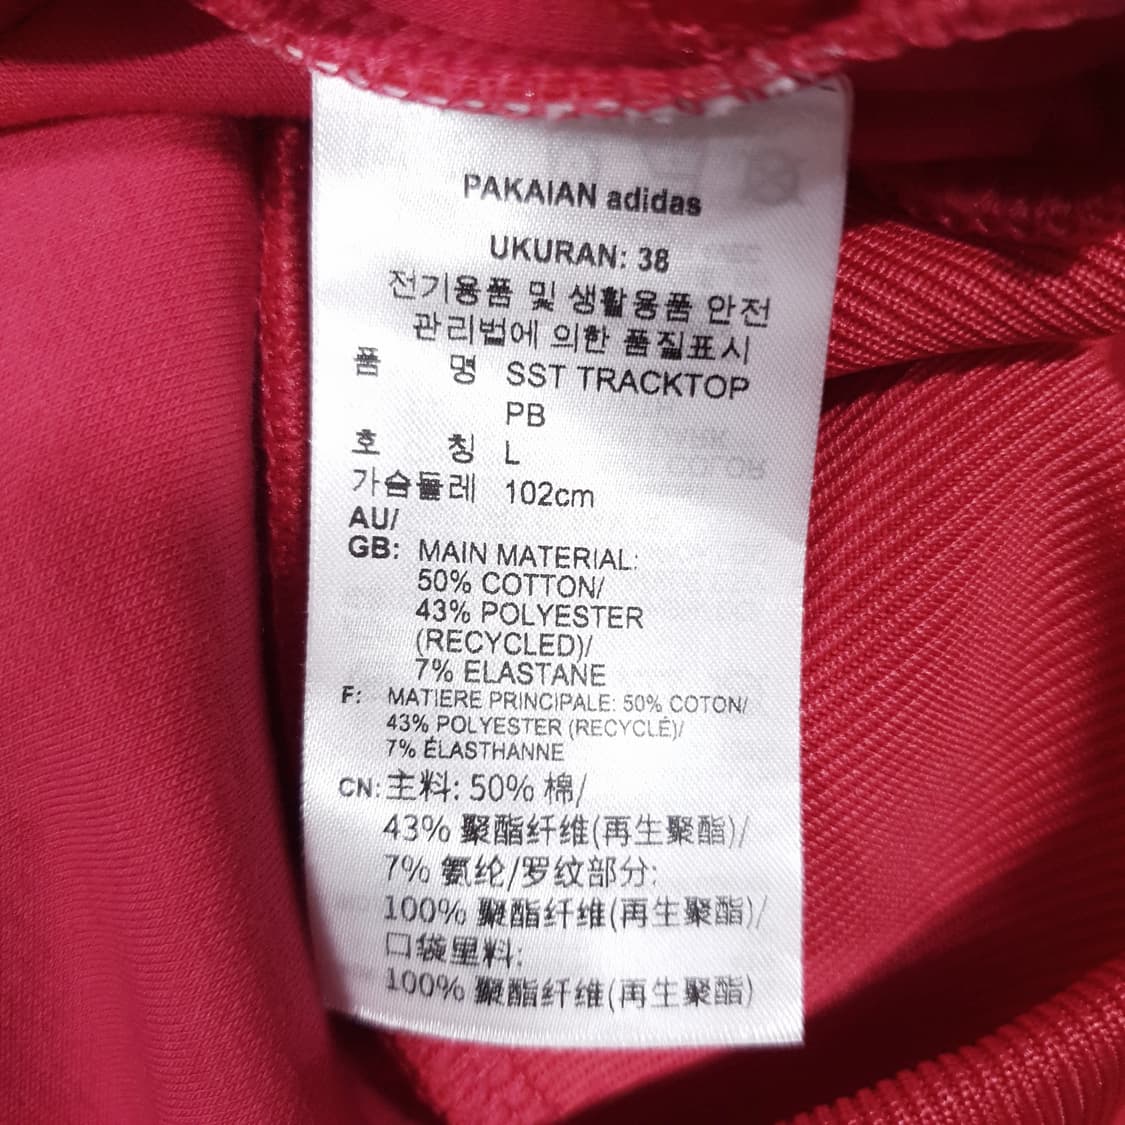 PAKAIAN adidas
UKURAN: 38
전기용품 및 생활용품 안전
관리법에 의한 품질표시
품 명 SST TRACKTOP
PB
호 칭 L
가슴둘레 102cm
AU/
GB: MAIN MATERIAL:
50% COTTON/
43% POLYESTER
(RECYCLED)/
7% ELASTANE
F: MATIERE PRINCIPALE: 50% COTON/
43% POLYESTER (RECYCLÉ)/
7% ÉLASTHANNE
CN: 主料: 50% 棉/
43% 聚酯纤维(再生聚酯)/
7% 氨纶/罗纹部分:
100% 聚酯纤维(再生聚酯)/
口袋里料:
100% 聚酯纤维(再生聚酯)